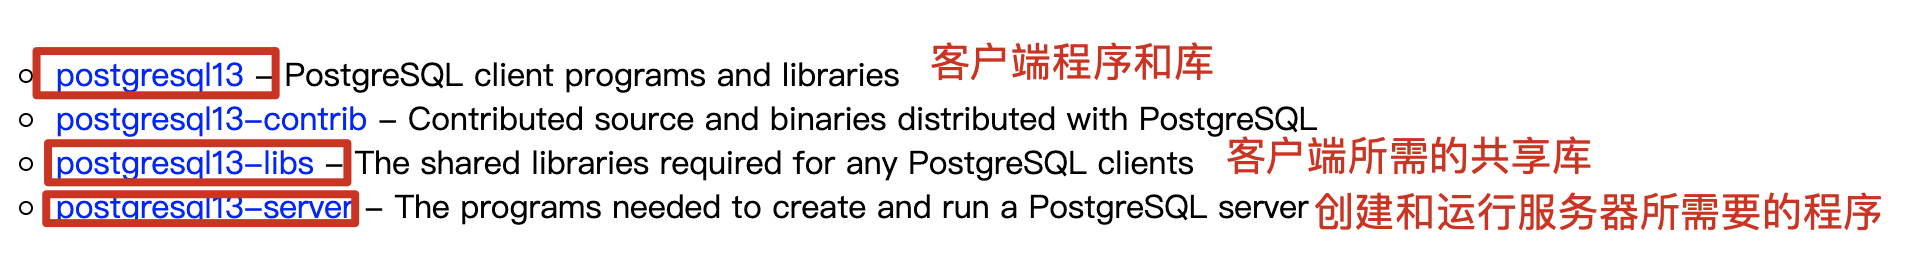 postgresql13 – PostgreSQL client programs and libraries 客户端程序和库
postgresql13-contrib – Contributed source and binaries distributed with PostgreSQL
postgresql13-libs – The shared libraries required for any PostgreSQL clients 客户端所需的共享库
postgresql13-server – The programs needed to create and run a PostgreSQL server 创建和运行服务器所需要的程序